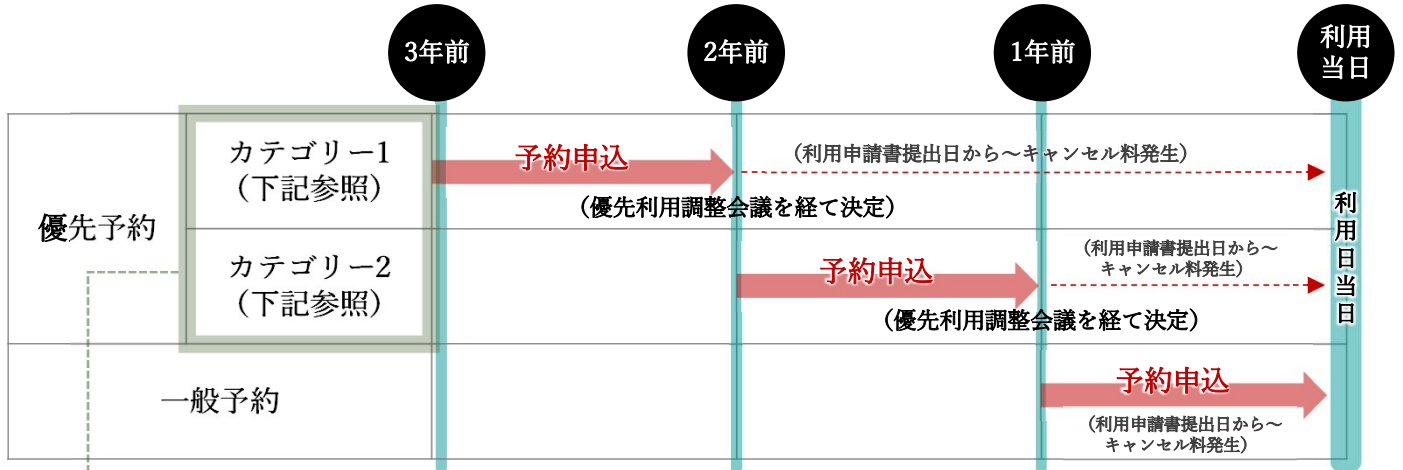 3年前
2年前
1年前
利用
当日
優先予約
カテゴリー1
（下記参照）
予約申込
（利用申請書提出日から～キャンセル料発生）
（優先利用調整会議を経て決定）
カテゴリー2
（下記参照）
予約申込
（利用申請書提出日から～
キャンセル料発生）
（優先利用調整会議を経て決定）
一般予約
予約申込
（利用申請書提出日から～
キャンセル料発生）
利用日当日